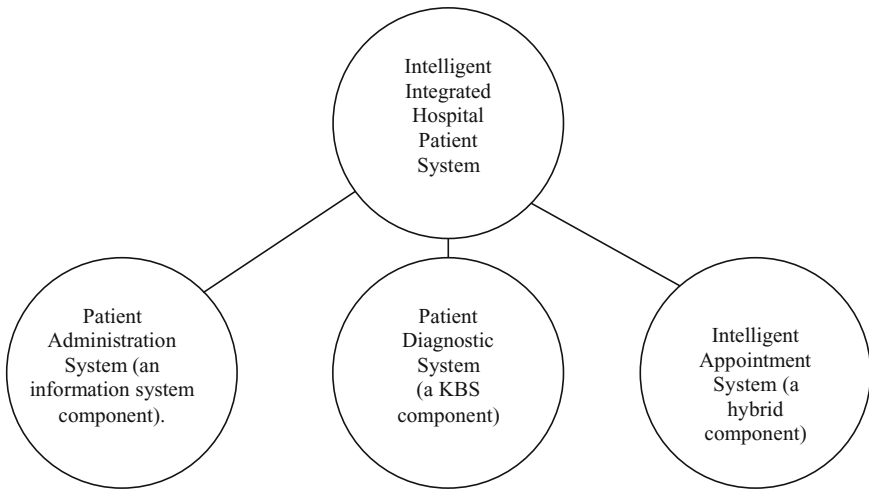 Intelligent
Integrated
Hospital
Patient
System
Patient
Administration
System (an
information system
component).
Patient
Diagnostic
System
(a KBS
component)
Intelligent
Appointment
System (a
hybrid
component)